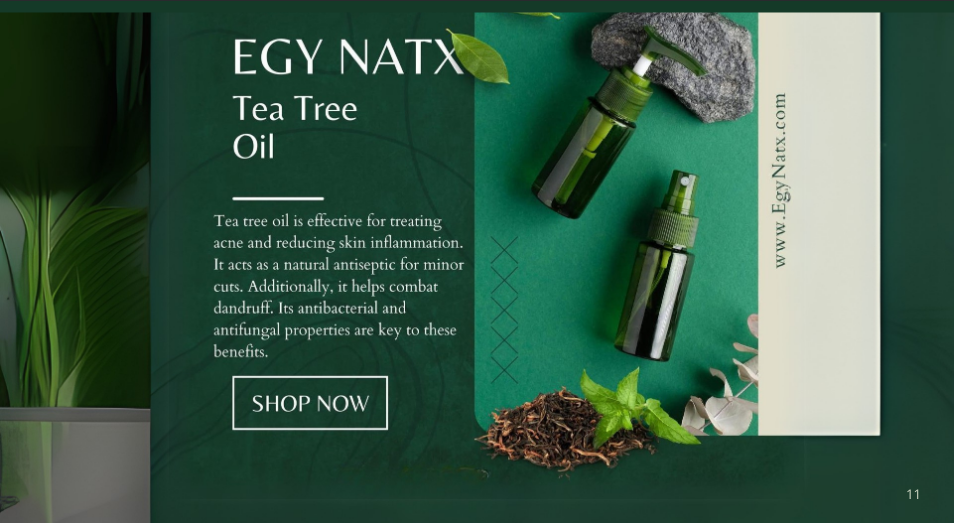 EGY NATX
Tea Tree
Oil
Tea tree oil is effective for treating
acne and reducing skin inflammation.
It acts as a natural antiseptic for minor
cuts. Additionally, it helps combat
dandruff. Its antibacterial and
antifungal properties are key to these
benefits.
SHOP NOW
www.EgyNatx.com
11